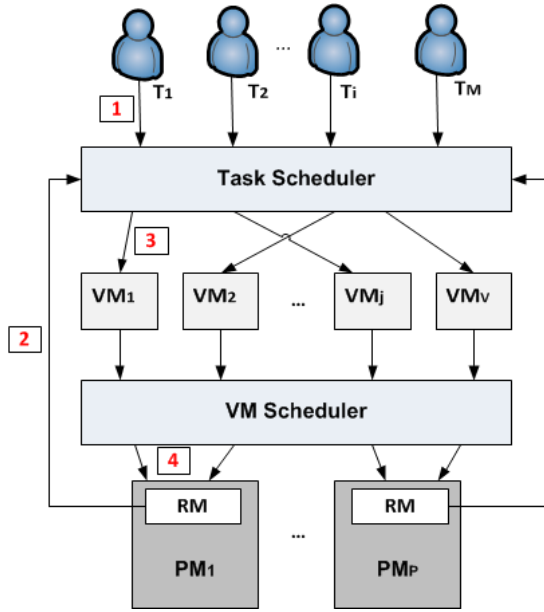 ...
T1 T2 Ti TM
1
Task Scheduler
3
VM1 VM2 ... VMj VMV
2
VM Scheduler
4
RM RM
...
PM1 PMP